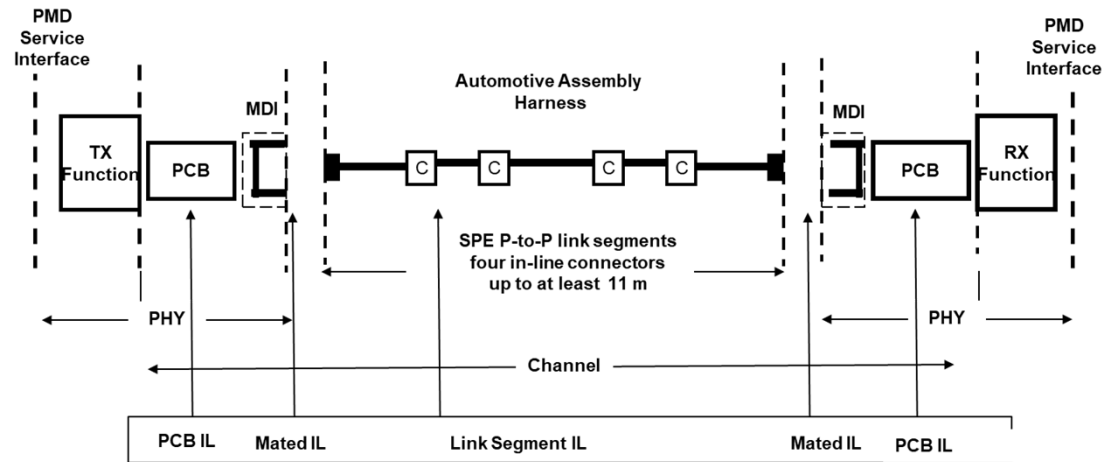 PMD
Service
Interface
PMD
Service
Interface
Automotive Assembly
Harness
MDI
MDI
TX
Function
PCB
C
C
C
C
PCB
RX
Function
SPE P-to-P link segments
four in-line connectors
up to at least 11 m
PHY
PHY
Channel
PCB IL
Mated IL
Link Segment IL
Mated IL
PCB IL